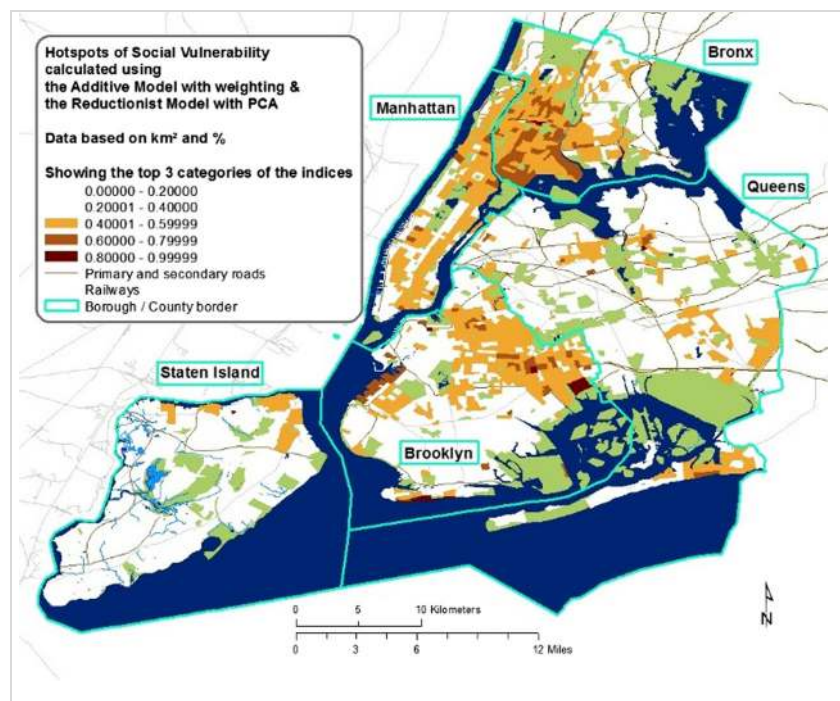 Hotspots of Social Vulnerability
calculated using
the Additive Model with weighting &
the Reductionist Model with PCA
Data based on km² and %
Showing the top 3 categories of the indices
0.00000 - 0.20000
0.20001 - 0.40000
0.40001 - 0.59999
0.60000 - 0.79999
0.80000 - 0.99999
Primary and secondary roads
Railways
Borough / County border
Bronx
Manhattan
Queens
Staten Island
Brooklyn
0 5 10 Kilometers
0 3 6 12 Miles
N